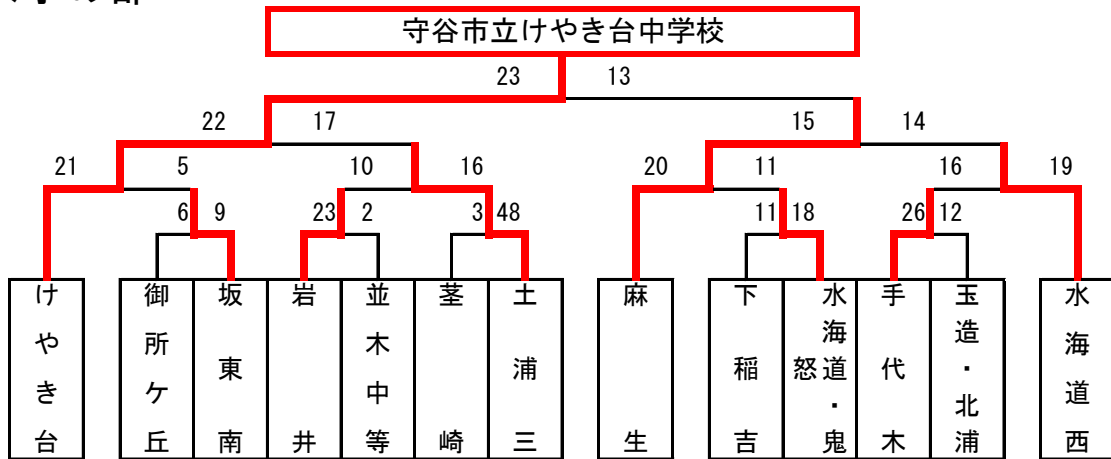 守谷市立けやき台中学校
23 13
22 17 15 14
21 5 10 16 20 11 16 19
6 9 23 2 3 48 11 18 26 12
けやき台
御所ケ丘
坂東南
岩井
並木中等
茎崎
土浦三
麻生
下稲吉
水海道・鬼怒
手代木
玉造・北浦
水海道西